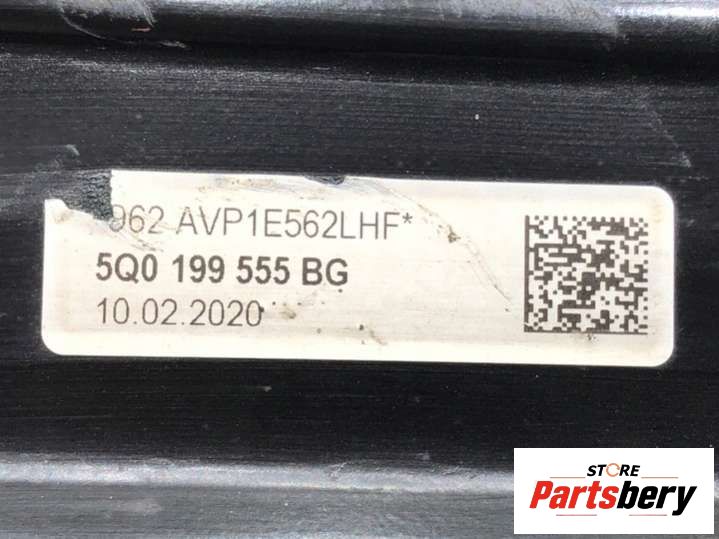 962 AVP1E562LHF*
5Q0 199 555 BG
10.02.2020
STORE
Partsbery